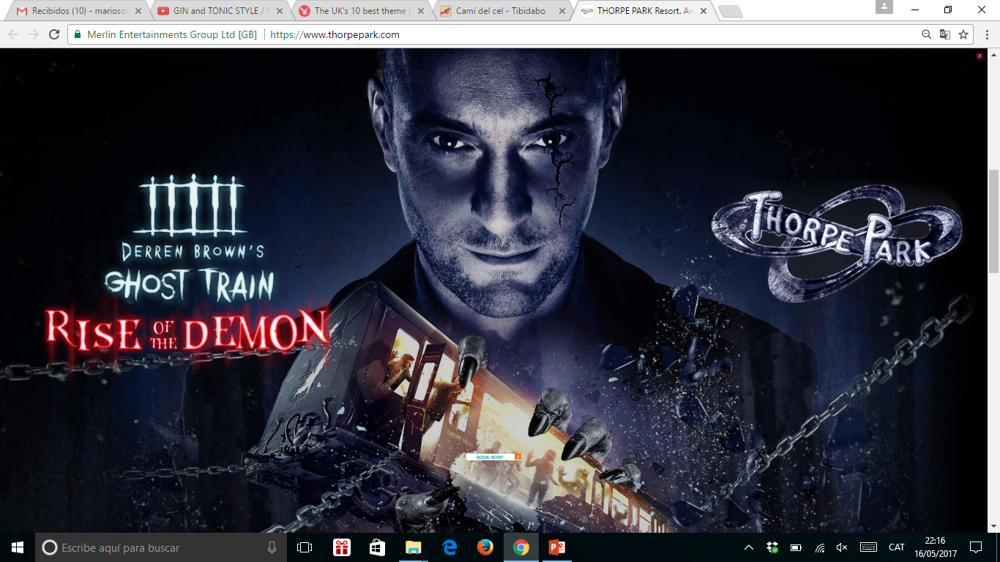 Recibidos (10) - marioso
GIN and TONIC STYLE / M
The UK's 10 best theme p
Camí del cel - Tibidabo
THORPE PARK Resort. An
Merlin Entertainments Group Ltd [GB]
https://www.thorpepark.com
X
DERREN BROWN'S
GHOST TRAIN
RISE OF THE DEMON
THORPE PARK
GHOST TRAIN
BOOK NOW!
Escribe aquí para buscar
CAT
22:16
16/05/2017